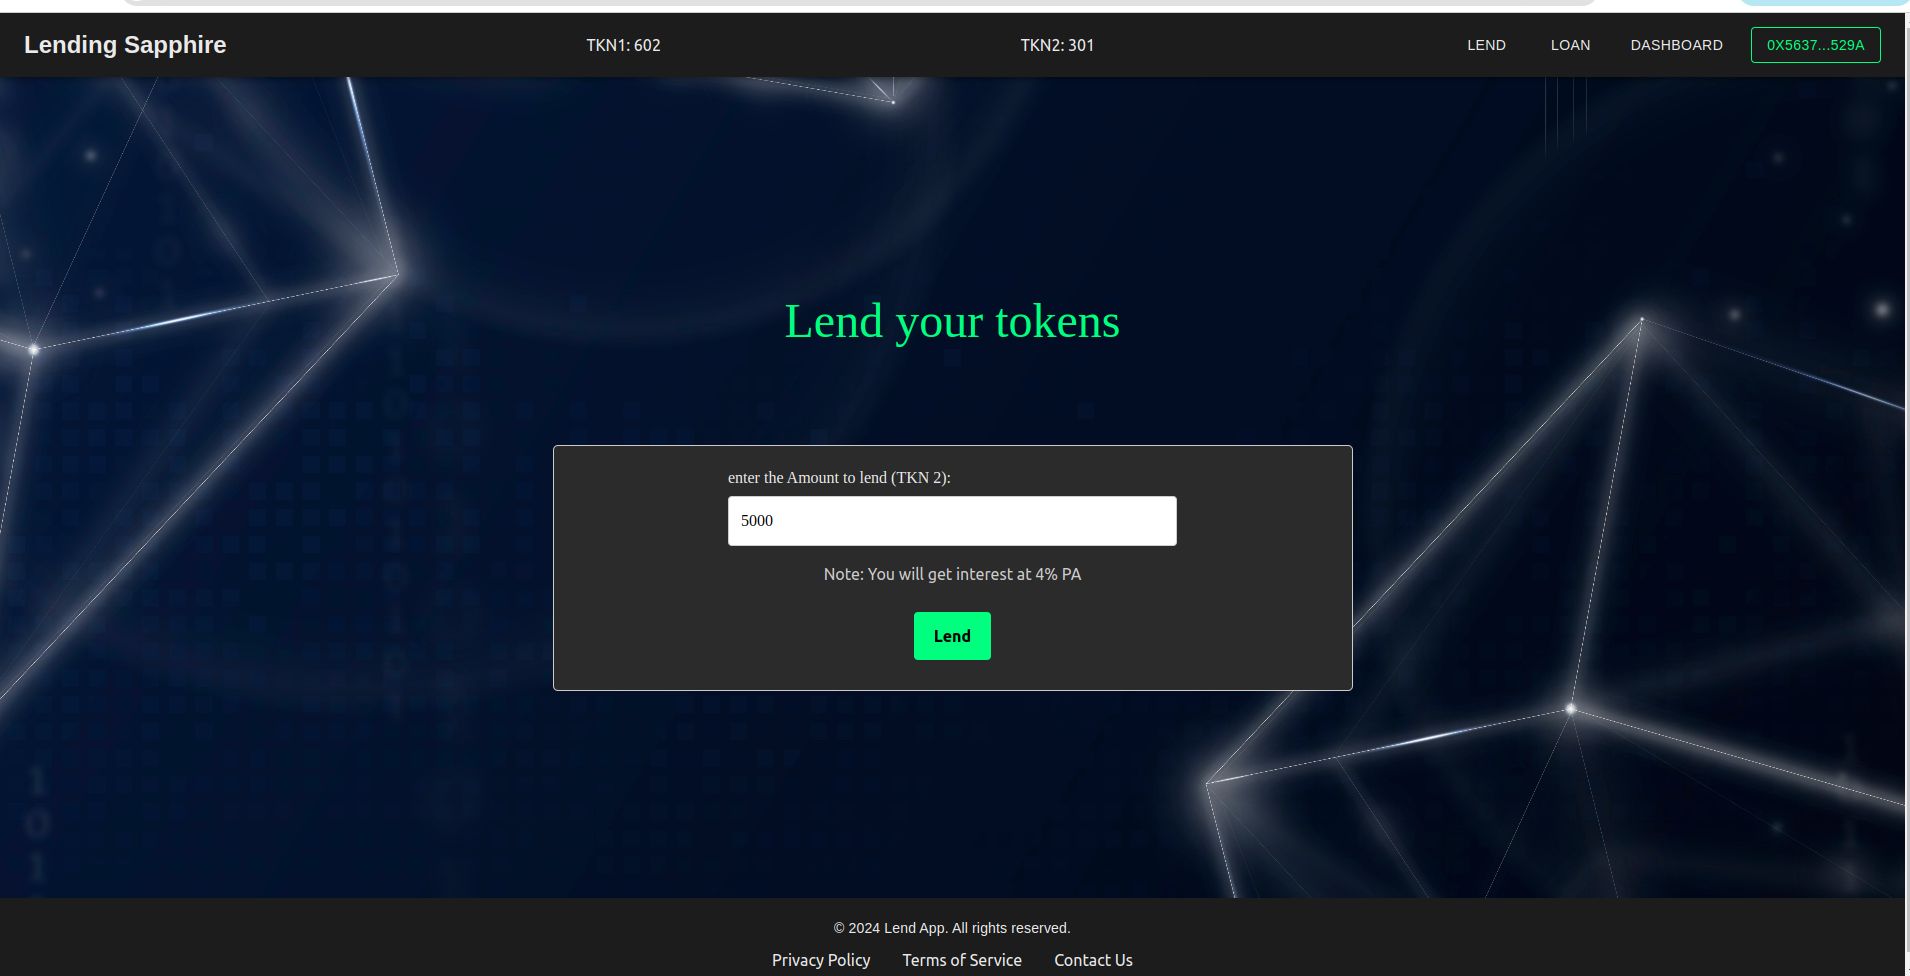 Lending Sapphire TKN1: 602 TKN2: 301 LEND LOAN DASHBOARD 0X5637...529A
Lend your tokens
enter the Amount to lend (TKN 2):
5000
Note: You will get interest at 4% PA
Lend
© 2024 Lend App. All rights reserved.
Privacy Policy Terms of Service Contact Us